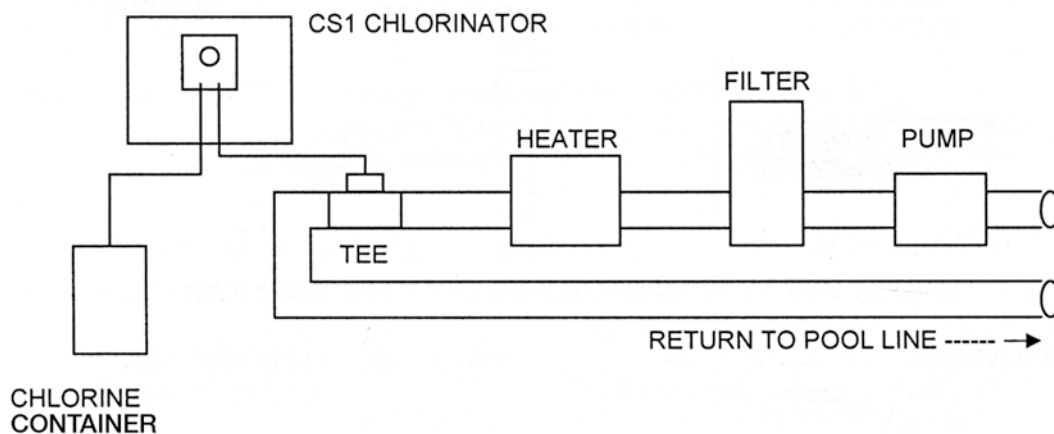 CS1 CHLORINATOR
FILTER
HEATER
PUMP
TEE
RETURN TO POOL LINE ------
CHLORINE
CONTAINER